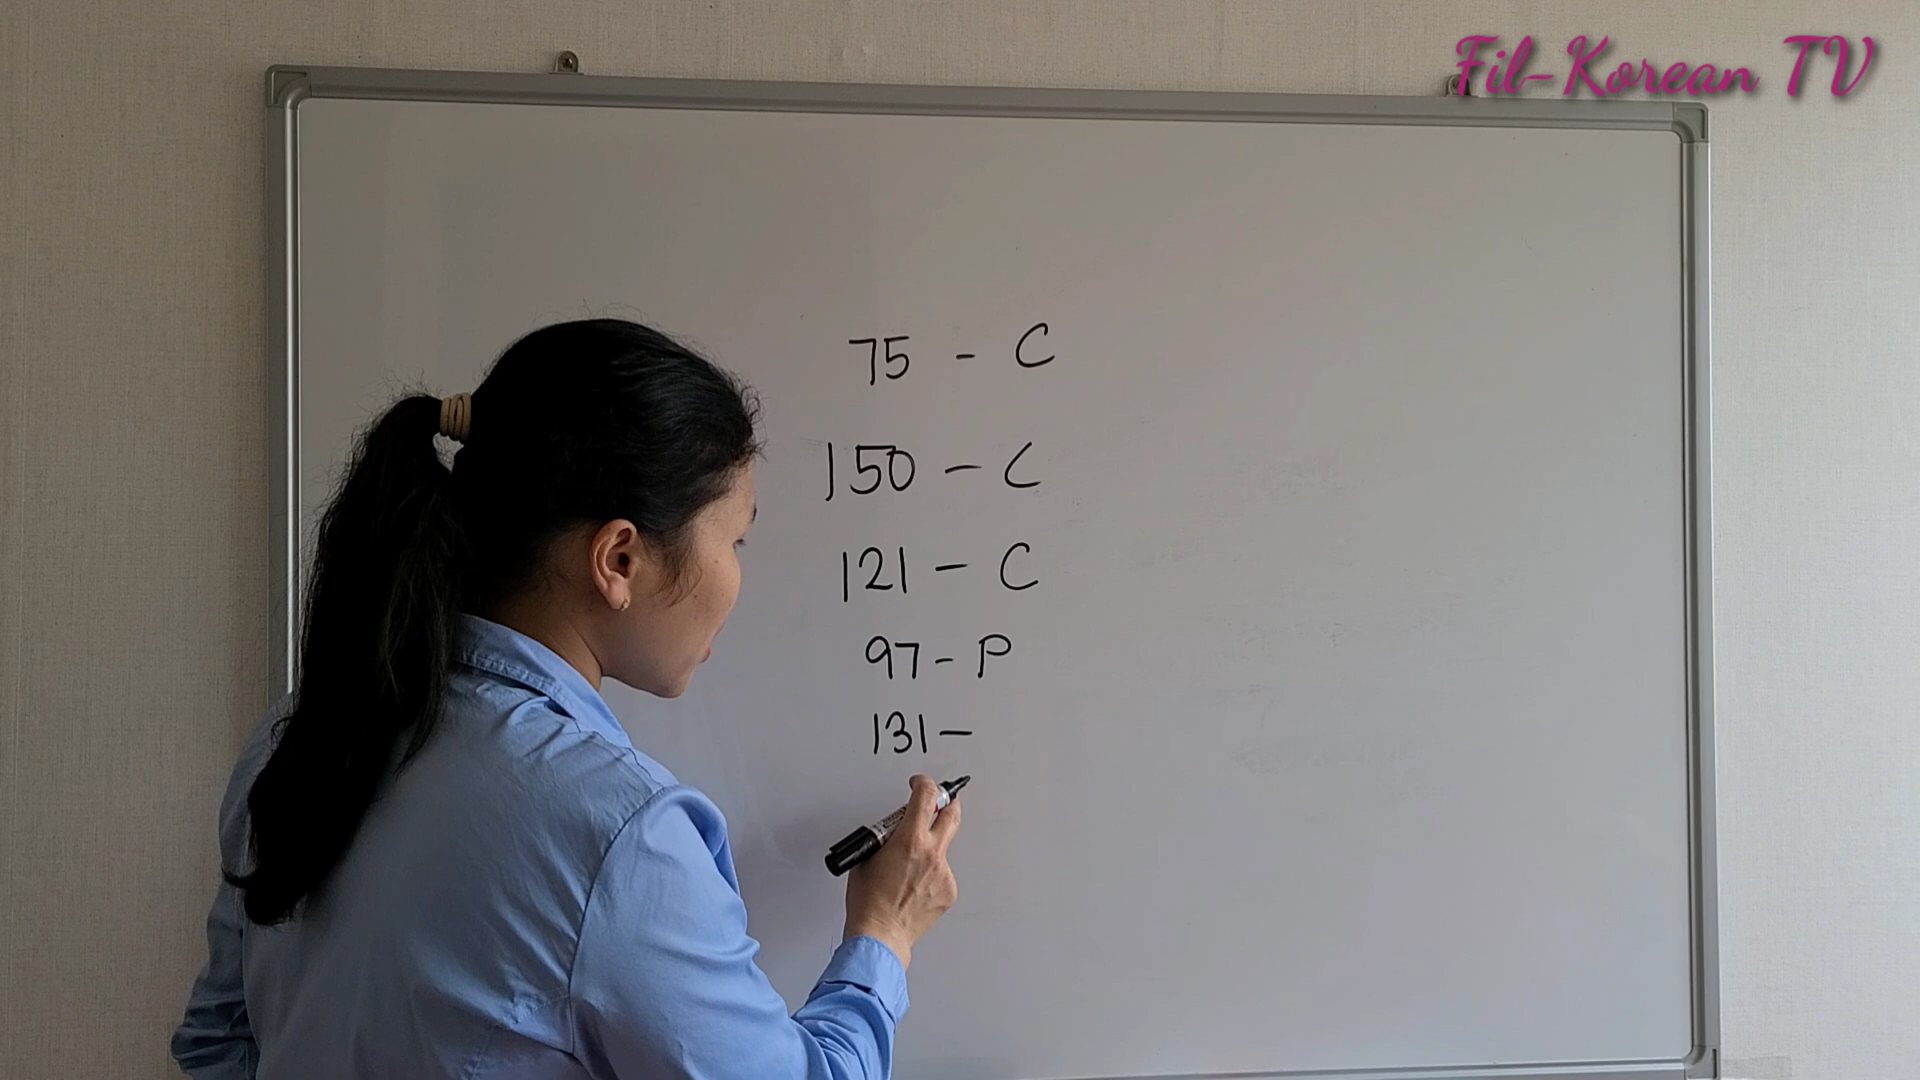 Fil-Korean TV
75 - C
150 - C
121 - C
97 - P
131 -